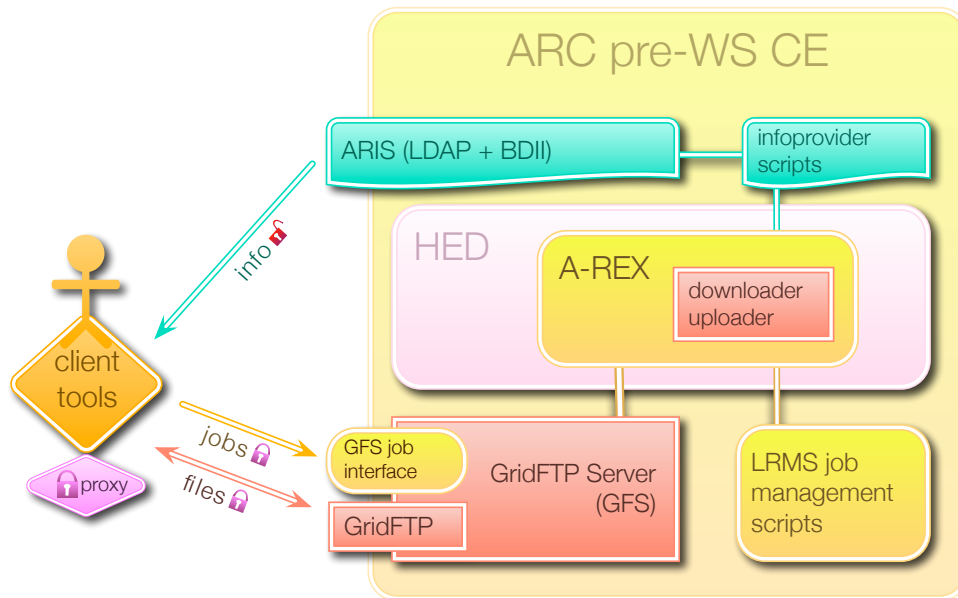 ARC pre-WS CE
ARIS (LDAP + BDII)
infoprovider
scripts
info
HED
A-REX
downloader
uploader
client
tools
proxy
jobs
files
GFS job
interface
GridFTP
GridFTP Server
(GFS)
LRMS job
management
scripts